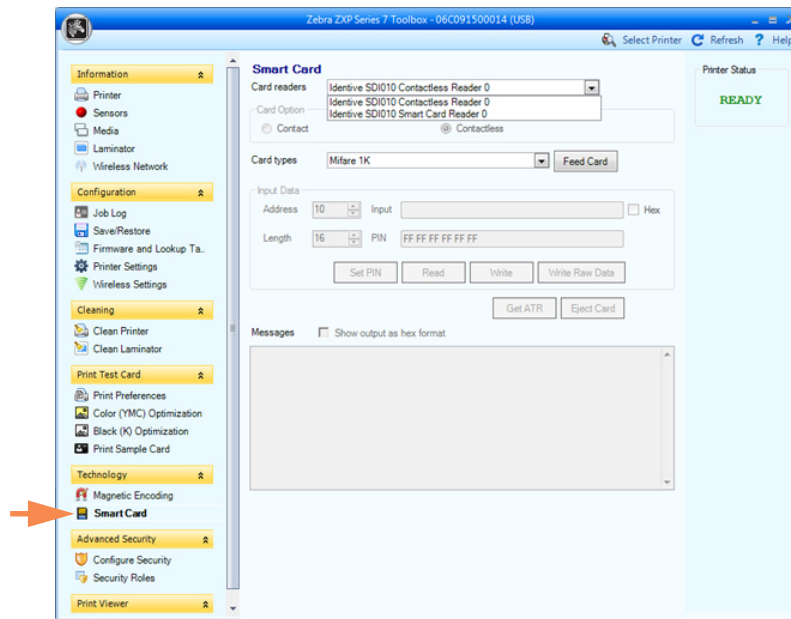 Zebra ZXP Series 7 Toolbox - 06C091500014 (USB)
Select Printer Refresh ? Help
Information
Printer
Sensors
Media
Laminator
Wireless Network
Configuration
Job Log
Save/Restore
Firmware and Lookup Ta..
Printer Settings
Wireless Settings
Cleaning
Clean Printer
Clean Laminator
Print Test Card
Print Preferences
Color (YMC) Optimization
Black (K) Optimization
Print Sample Card
Technology
Magnetic Encoding
Smart Card
Advanced Security
Configure Security
Security Roles
Print Viewer
Smart Card
Card readers Identive SDI010 Contactless Reader 0
Identive SDI010 Contactless Reader 0
Identive SDI010 Smart Card Reader 0
Card Option
Contact Contactless
Card types Mifare 1K Feed Card
Input Data
Address 10 Input Hex
Length 16 PIN FF FF FF FF FF FF
Set PIN Read Write Write Raw Data
Get ATR Eject Card
Messages Show output as hex format
Printer Status
READY